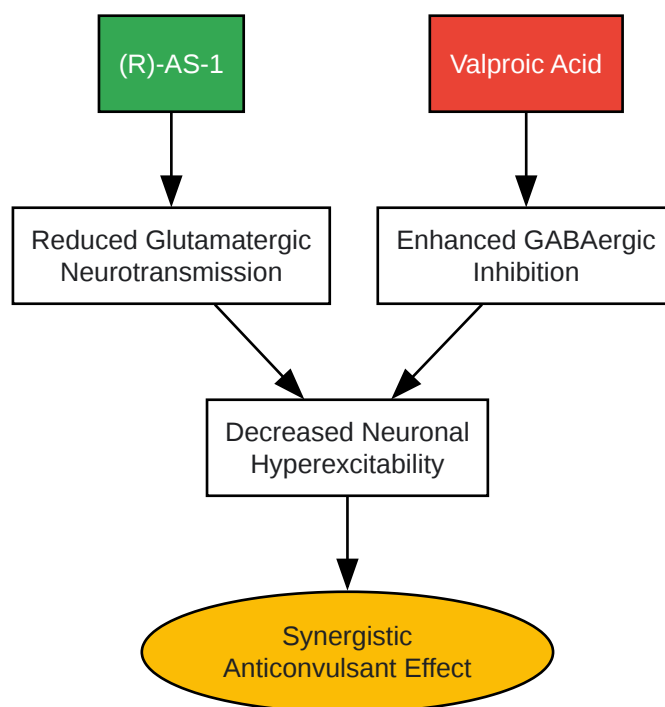 (R)-AS-1
Valproic Acid
Reduced Glutamatergic
Neurotransmission
Enhanced GABAergic
Inhibition
Decreased Neuronal
Hyperexcitability
Synergistic
Anticonvulsant Effect